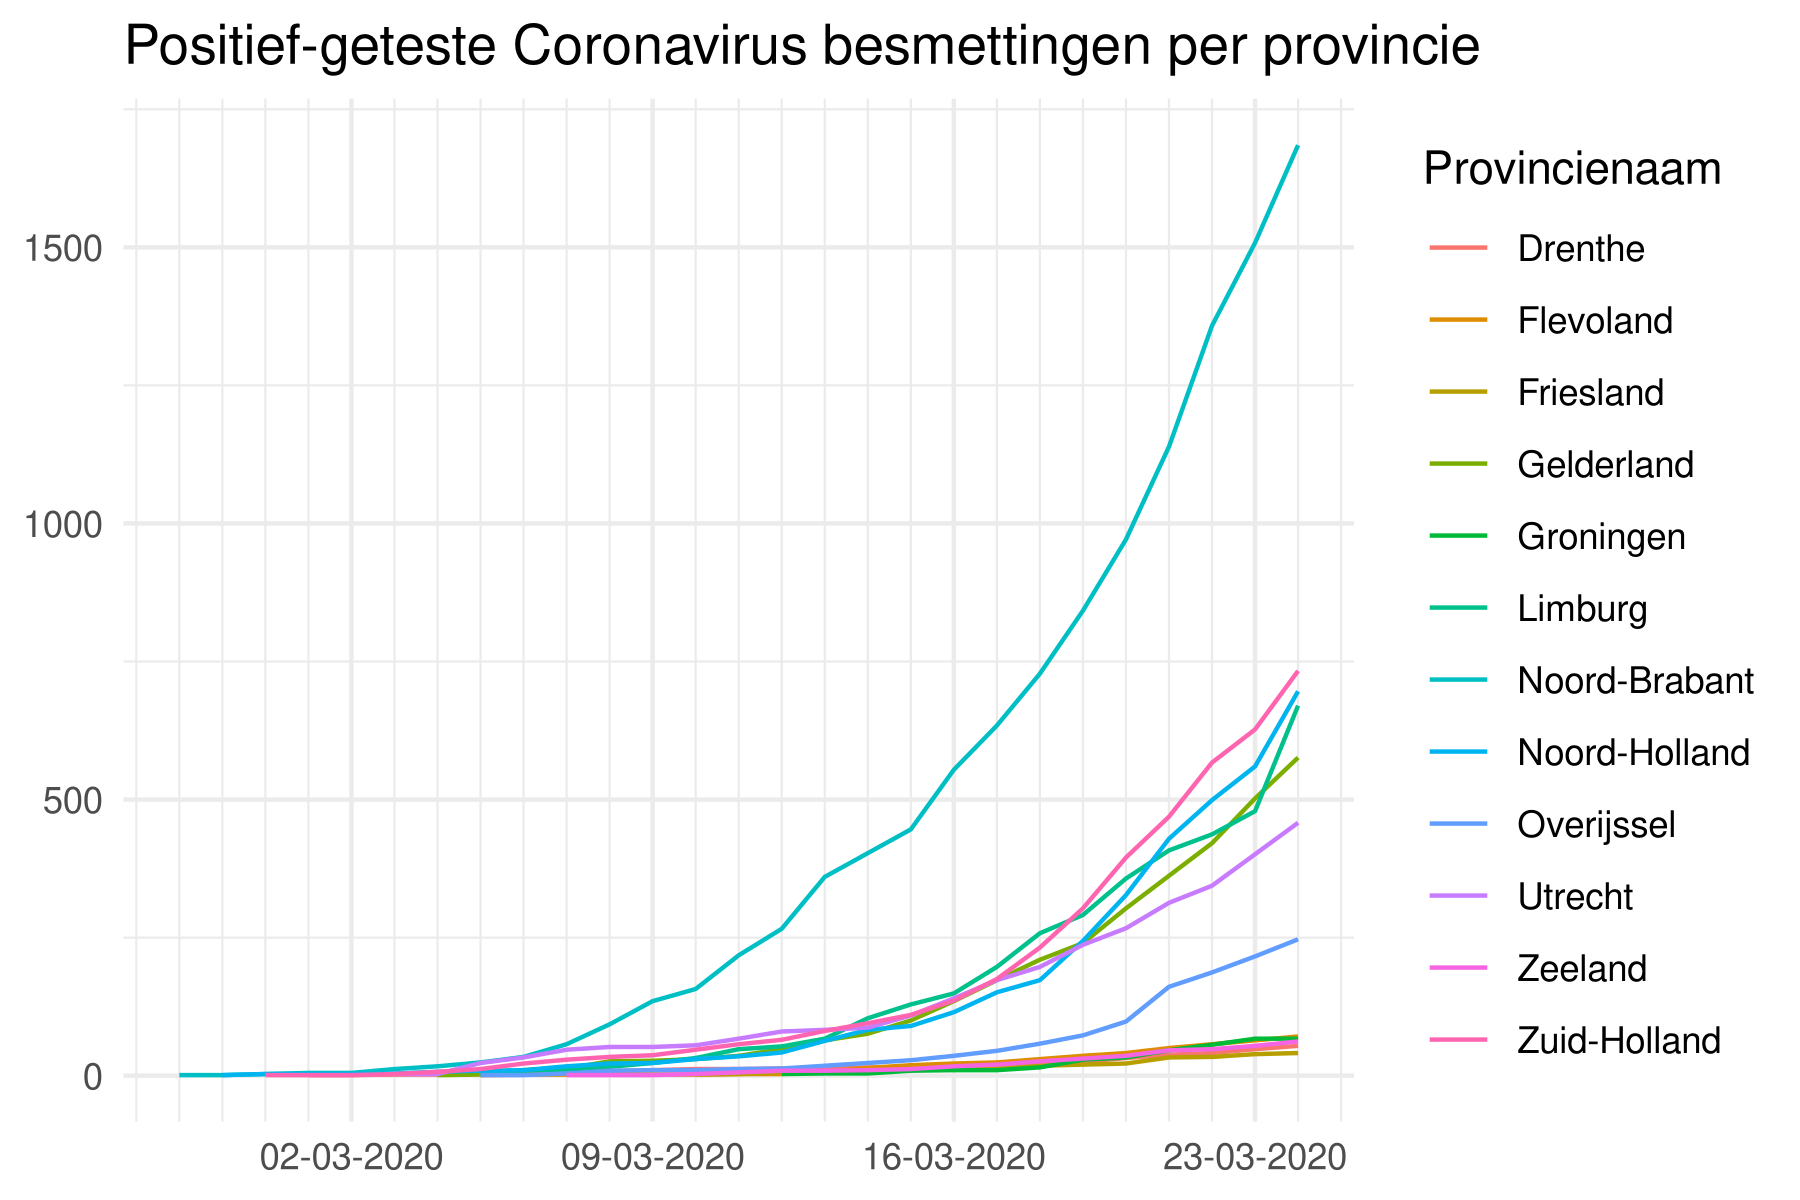 Positief-geteste Coronavirus besmettingen per provincie
1500
1000
500
0
02-03-2020
09-03-2020
16-03-2020
23-03-2020
Provincienaam
Drenthe
Flevoland
Friesland
Gelderland
Groningen
Limburg
Noord-Brabant
Noord-Holland
Overijssel
Utrecht
Zeeland
Zuid-Holland